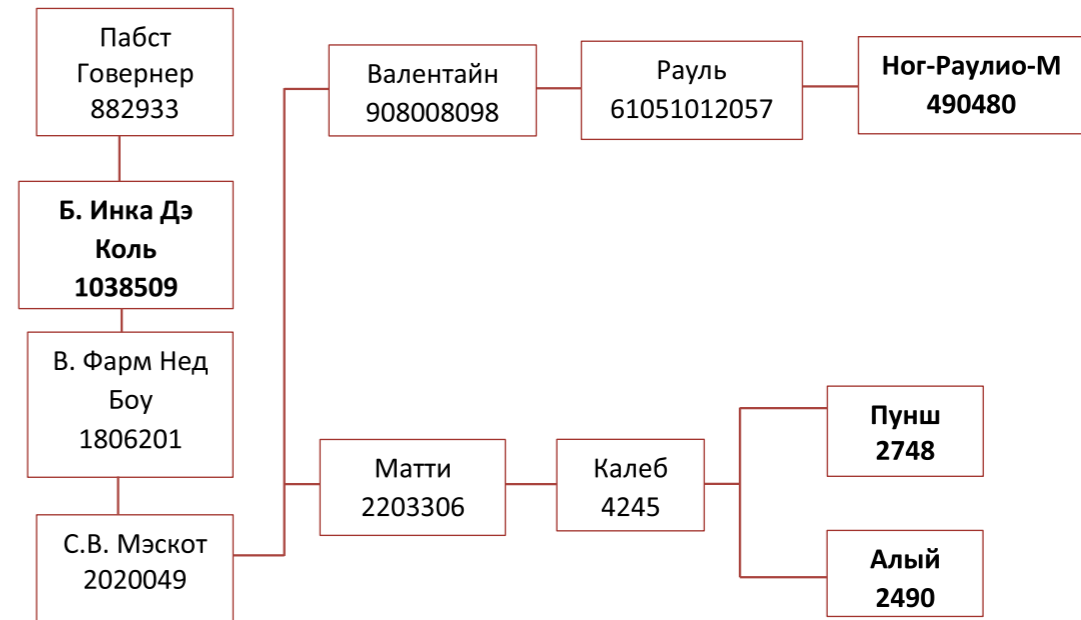 Пабст
Говернер
882933
Б. Инка Дэ
Коль
1038509
В. Фарм Нед
Боу
1806201
С.В. Мэскот
2020049
Валентайн
908008098
Рауль
61051012057
Ног-Раулио-М
490480
Матти
2203306
Калеб
4245
Пунш
2748
Алый
2490